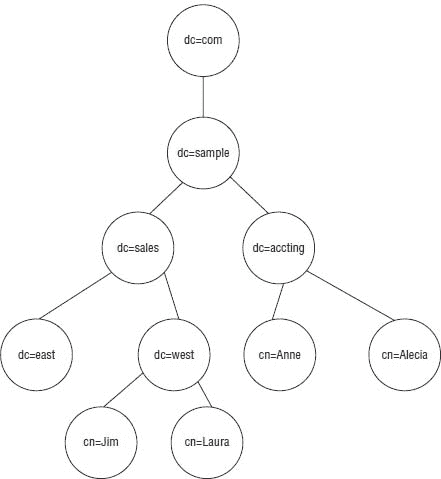 dc=com
dc=sample
dc=sales
dc=accting
dc=east
dc=west
cn=Anne
cn=Alecia
cn=Jim
cn=Laura